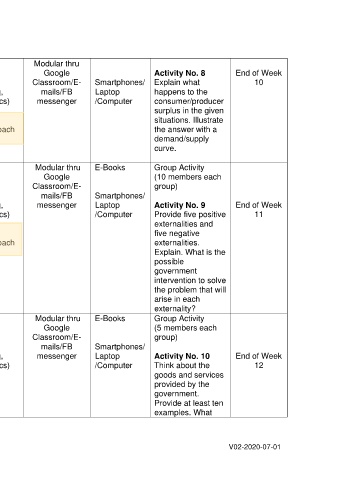 Modular thru
Google
Classroom/E-
mails/FB
messenger
Smartphones/
Laptop
/Computer
Activity No. 8
Explain what
happens to the
consumer/producer
surplus in the given
situations. Illustrate
the answer with a
demand/supply
curve.
End of Week
10
cs)
each
Modular thru
Google
Classroom/E-
mails/FB
messenger
E-Books
Smartphones/
Laptop
/Computer
Group Activity
(10 members each
group)
Activity No. 9
Provide five positive
externalities and
five negative
externalities.
Explain. What is the
possible
government
intervention to solve
the problem that will
arise in each
externality?
End of Week
11
cs)
each
Modular thru
Google
Classroom/E-
mails/FB
messenger
E-Books
Smartphones/
Laptop
/Computer
Group Activity
(5 members each
group)
Activity No. 10
Think about the
goods and services
provided by the
government.
Provide at least ten
examples. What
End of Week
12
cs)
V02-2020-07-01